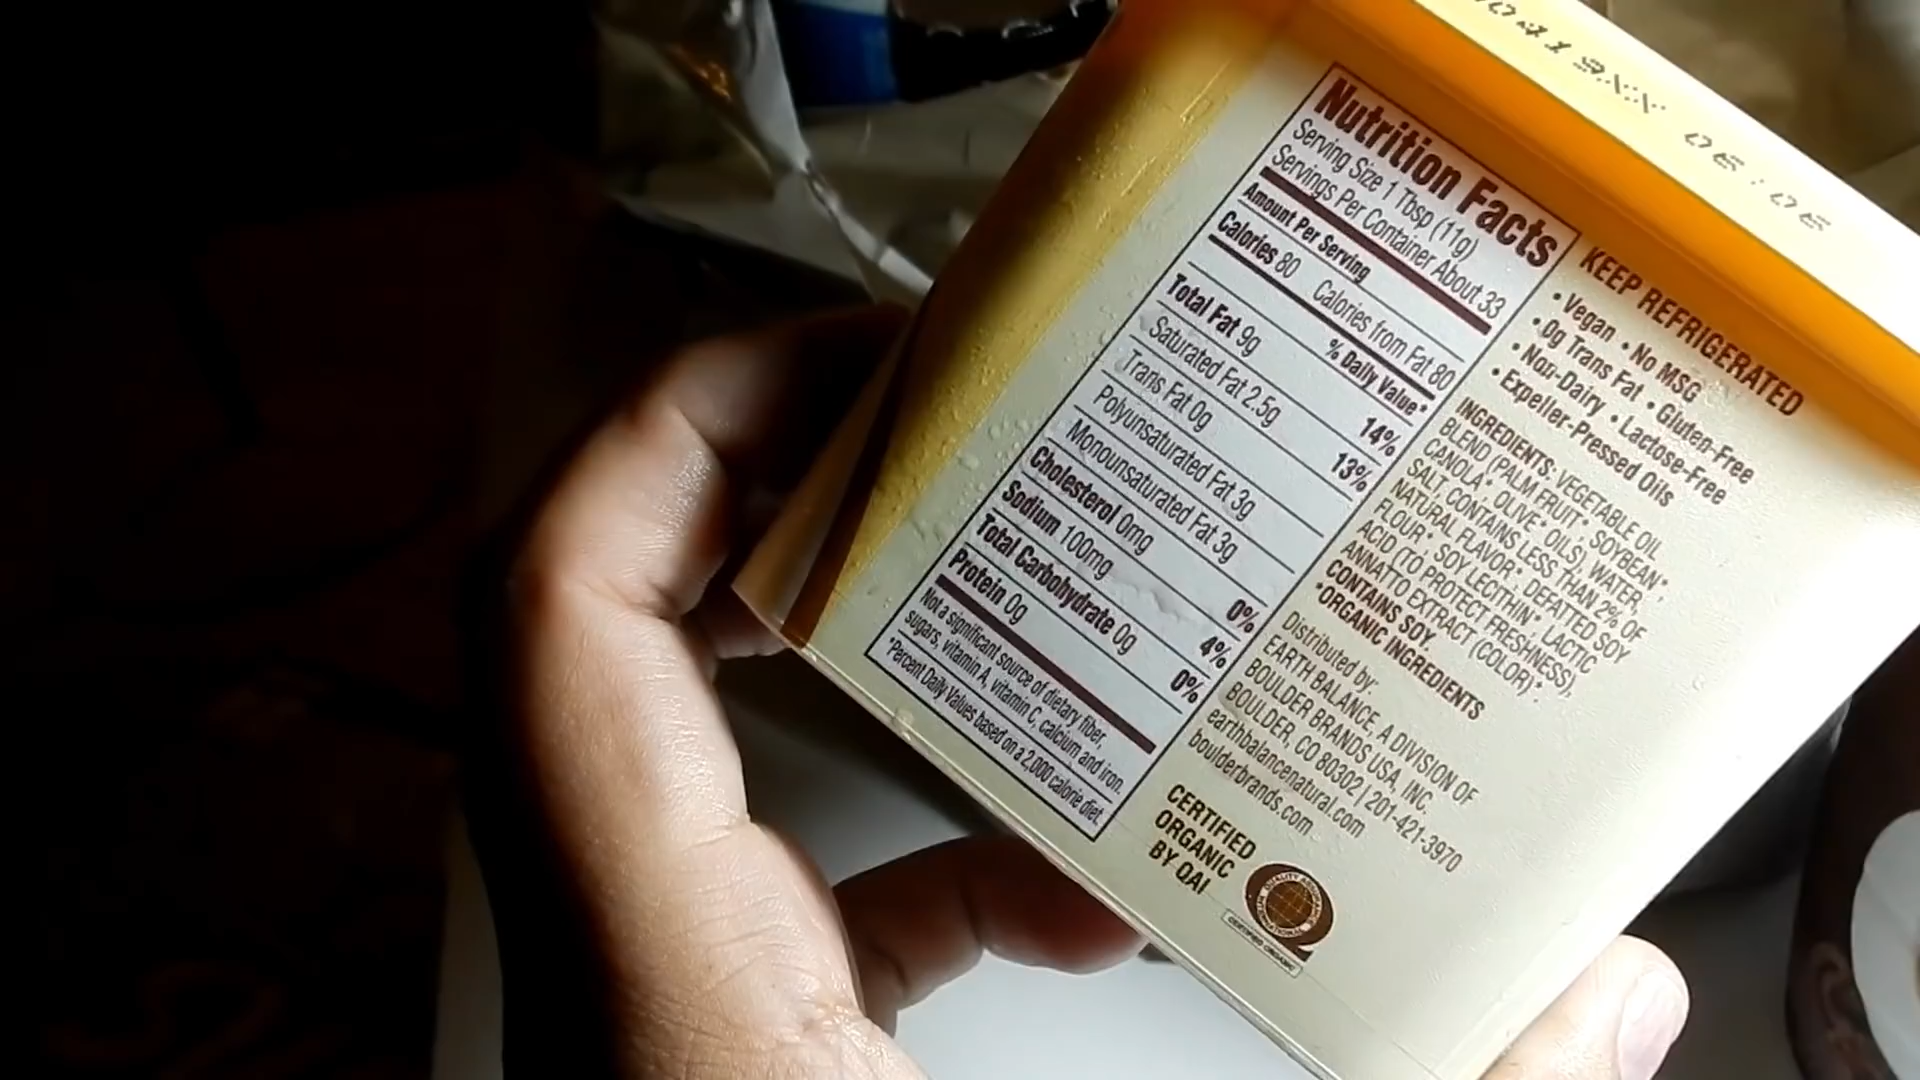 Nutrition Facts
Serving Size 1 Tbsp (11g)
Servings Per Container About 33
Amount Per Serving
Calories 80 Calories from Fat 80
% Daily Value*
Total Fat 9g 14%
Saturated Fat 2.5g 13%
Trans Fat 0g
Polyunsaturated Fat 3g
Monounsaturated Fat 3g
Cholesterol 0mg 0%
Sodium 100mg 4%
Total Carbohydrate 0g 0%
Protein 0g
Not a significant source of dietary fiber,
sugars, vitamin A, vitamin C, calcium and iron.
*Percent Daily Values based on a 2,000 calorie diet.
KEEP REFRIGERATED
• Vegan • No MSG
• 0g Trans Fat • Gluten-Free
• Non-Dairy • Lactose-Free
• Expeller-Pressed Oils
INGREDIENTS: VEGETABLE OIL
BLEND (PALM FRUIT*, SOYBEAN*,
CANOLA*, OLIVE* OILS), WATER,
SALT, CONTAINS LESS THAN 2% OF
NATURAL FLAVOR*, DEFATTED SOY
FLOUR*, SOY LECITHIN*, LACTIC
ACID (TO PROTECT FRESHNESS),
ANNATTO EXTRACT (COLOR)*.
CONTAINS SOY.
*ORGANIC INGREDIENTS
Distributed by:
EARTH BALANCE, A DIVISION OF
BOULDER BRANDS USA, INC.
BOULDER, CO 80302 | 201-421-3970
earthbalancenatural.com
boulderbrands.com
CERTIFIED
ORGANIC
BY QAI
QUALITY ASSURANCE INTERNATIONAL
CERTIFIED ORGANIC